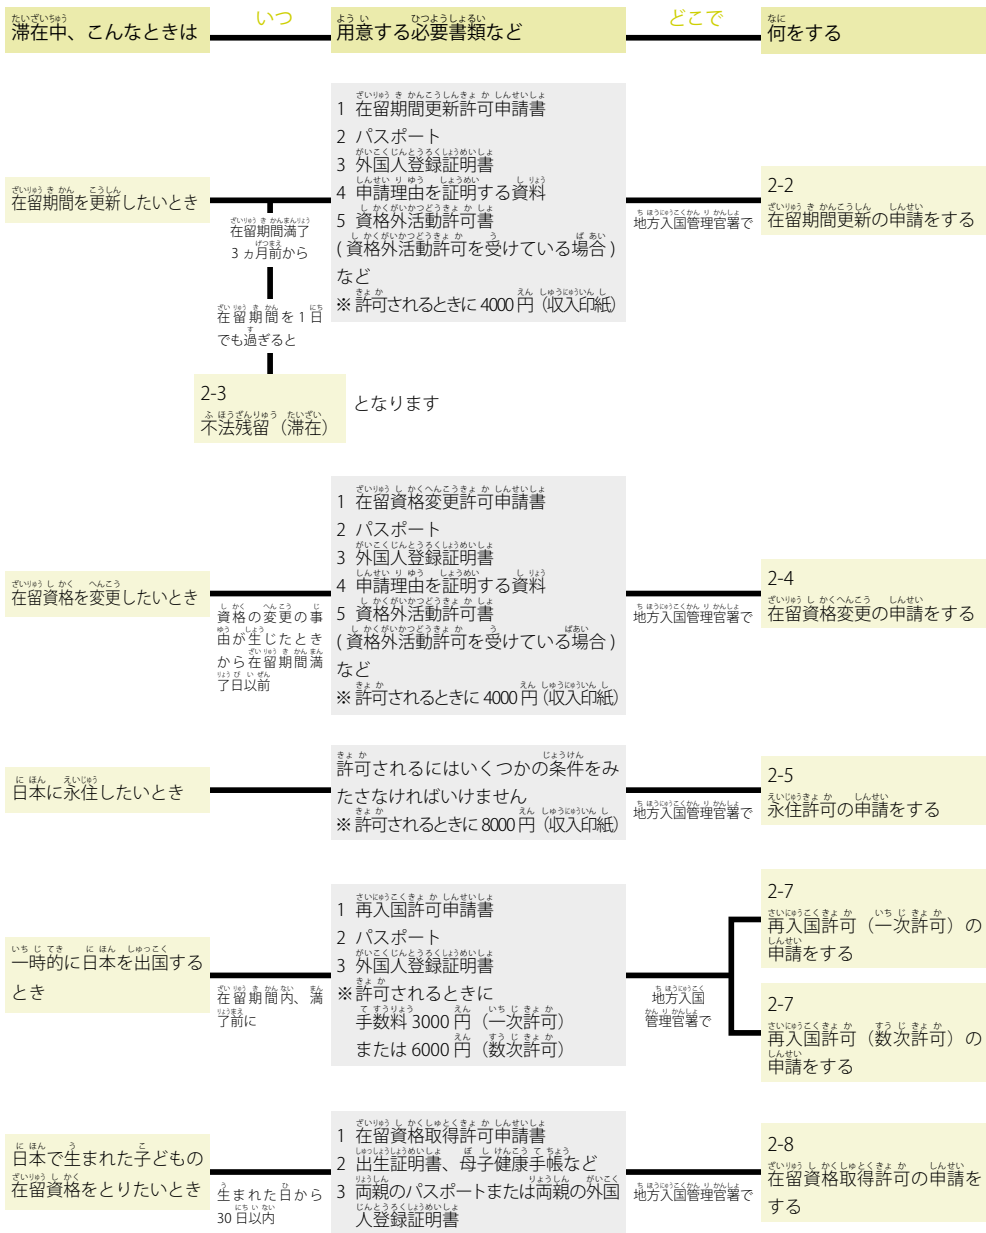 滞在中、こんなときは
いつ
用意する必要書類など
どこで
何をする
在留期間を更新したいとき
在留期間満了
3ヵ月前から
1 在留期間更新許可申請書
2 パスポート
3 外国人登録証明書
4 申請理由を証明する資料
5 資格外活動許可書
(資格外活動許可を受けている場合)
など
※許可されるときに4000円（収入印紙）
地方入国管理官署で
2-2
在留期間更新の申請をする
在留期間を1日
でも過ぎると
2-3
不法残留（滞在）
となります
在留資格を変更したいとき
資格の変更の事
由が生じたとき
から在留期間満
了日以前
1 在留資格変更許可申請書
2 パスポート
3 外国人登録証明書
4 申請理由を証明する資料
5 資格外活動許可書
(資格外活動許可を受けている場合)
など
※許可されるときに4000円（収入印紙）
地方入国管理官署で
2-4
在留資格変更の申請をする
日本に永住したいとき
許可されるにはいくつかの条件をみ
たさなければいけません
※許可されるときに8000円（収入印紙）
地方入国管理官署で
2-5
永住許可の申請をする
一時的に日本を出国する
とき
在留期間内、満
了前に
1 再入国許可申請書
2 パスポート
3 外国人登録証明書
※許可されるときに
手数料3000円（一次許可）
または6000円（数次許可）
地方入国
管理官署で
2-7
再入国許可（一次許可）の
申請をする
2-7
再入国許可（数次許可）の
申請をする
日本で生まれた子どもの
在留資格をとりたいとき
生まれた日から
30日以内
1 在留資格取得許可申請書
2 出生証明書、母子健康手帳など
3 両親のパスポートまたは両親の外国
人登録証明書
地方入国管理官署で
2-8
在留資格取得許可の申請を
する